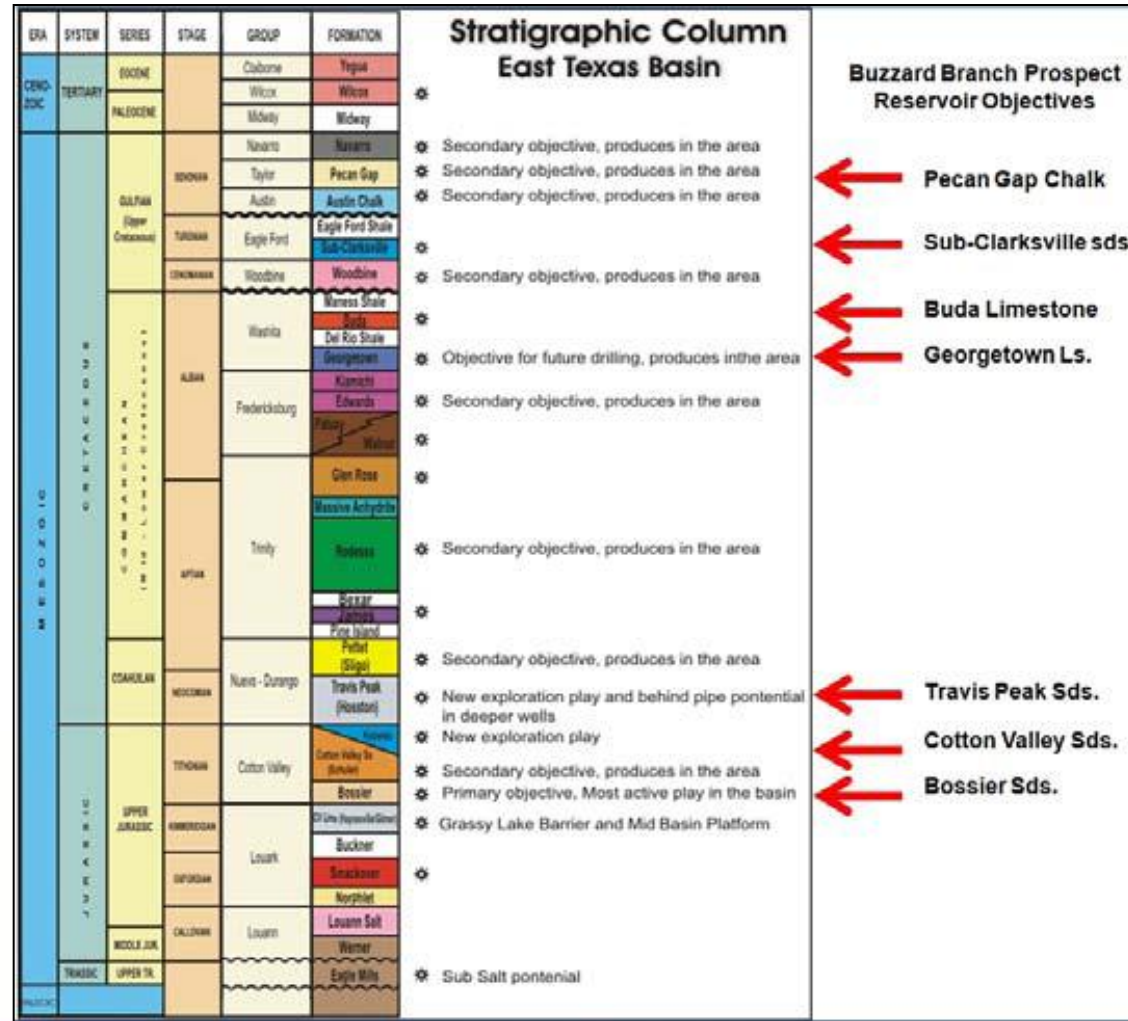 Stratigraphic Column
East Texas Basin
Buzzard Branch Prospect
Reservoir Objectives
ERA SYSTEM SERIES STAGE GROUP FORMATION
CENO-
ZOIC
TERTIARY
EOCENE
PALEOCENE
Claiborne Yegua
Wilcox Wilcox
Midway Midway
MESOZOIC
CRETACEOUS
GULFIAN
(Upper
Cretaceous)
TURONIAN
Navarro Navarro
Secondary objective, produces in the area
Taylor Pecan Gap
Secondary objective, produces in the area
Pecan Gap Chalk
Austin Austin Chalk
Secondary objective, produces in the area
Eagle Ford
Eagle Ford Shale
Sub-Clarksville
Sub-Clarksville sds
CENOMANIAN
Woodbine Woodbine
Secondary objective, produces in the area
ALBIAN
Washita
Maness Shale
Buda
Buda Limestone
Del Rio Shale
Georgetown
Objective for future drilling, produces inthe area
Georgetown Ls.
Fredericksburg
Kiamichi
Edwards
Secondary objective, produces in the area
Paluxy
Walnut
APTIAN
Trinity
Glen Rose
Massive Anhydrite
Rodessa
Secondary objective, produces in the area
Bexar
James
Pine Island
COAHUILAN
NEOCOMIAN
Nuevo - Durango
Pettet
(Sligo)
Secondary objective, produces in the area
Travis Peak
(Hosston)
New exploration play and behind pipe pontential
in deeper wells
Travis Peak Sds.
JURASSIC
UPPER
JURASSIC
TITHONIAN
Cotton Valley
New exploration play
Cotton Valley Ss
(Schuler)
Secondary objective, produces in the area
Cotton Valley Sds.
Bossier
Primary objective, Most active play in the basin
Bossier Sds.
KIMMERIDGIAN
Louark
Grassy Lake Barrier and Mid Basin Platform
Buckner
OXFORDIAN
Smackover
Norphlet
CALLOVIAN
Louann
Louann Salt
MIDDLE JUR.
Werner
TRIASSIC UPPER TR.
Eagle Mills
Sub Salt pontenial